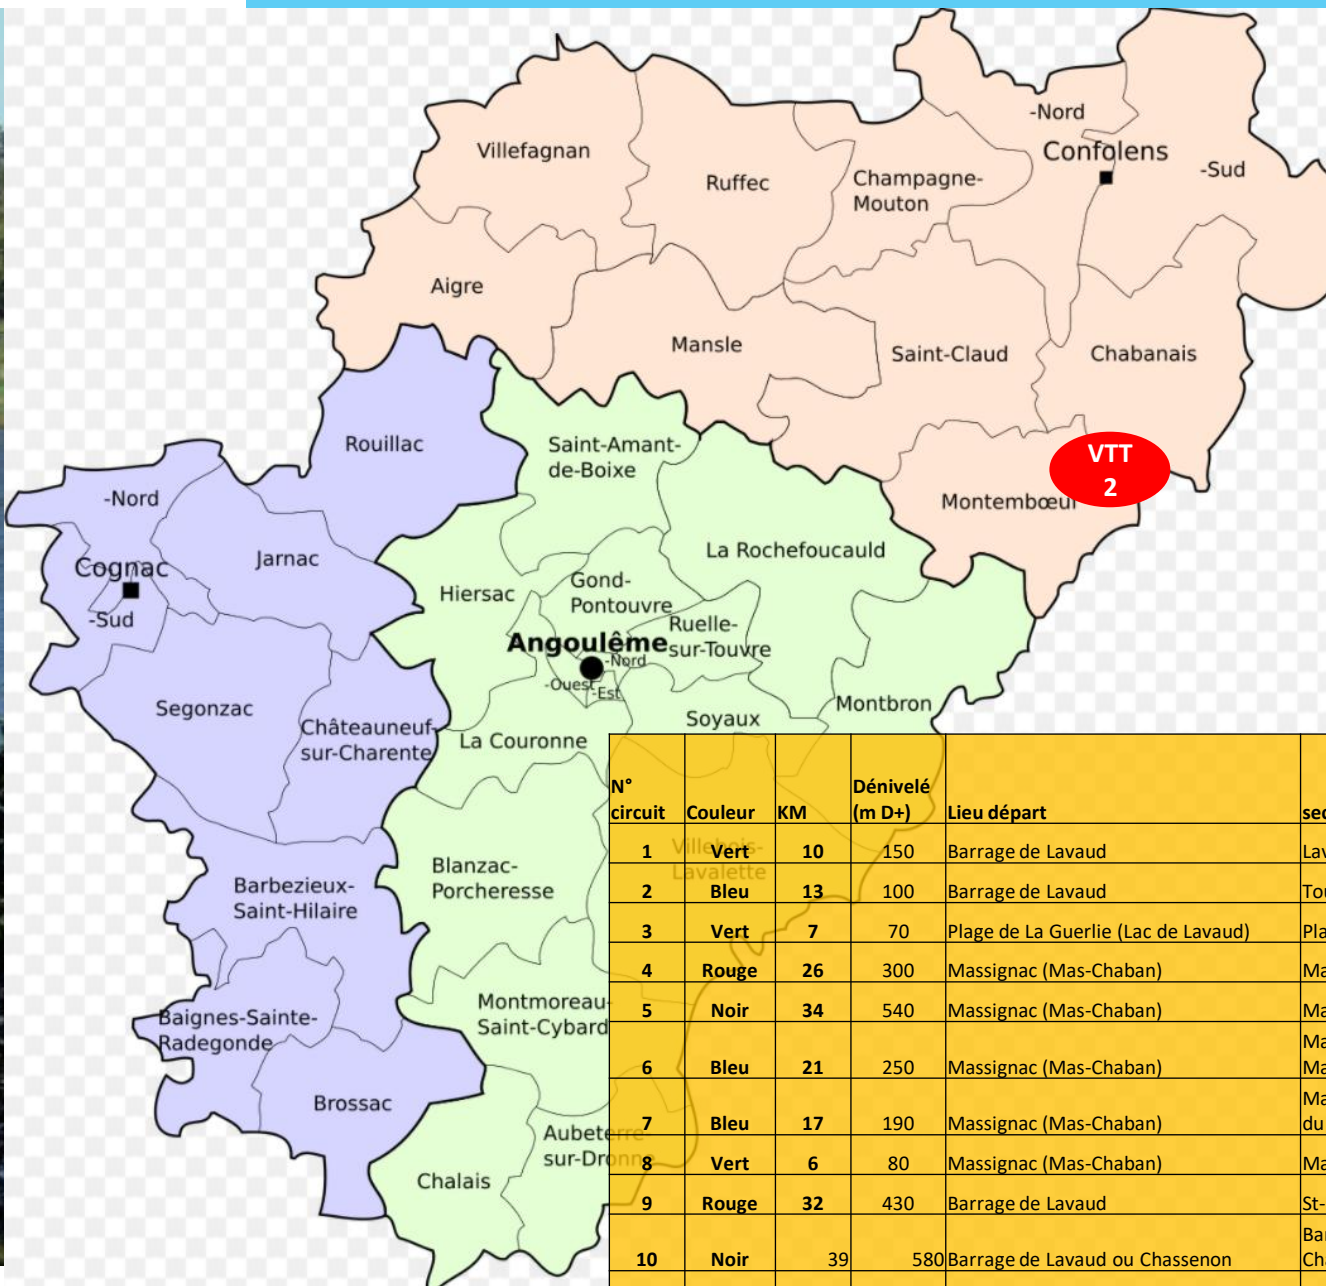 -Nord
Confolens
-Sud
Villefagnan
Ruffec
Champagne-
Mouton
Aigre
Mansle
Saint-Claud
Chabanais
Rouillac
Saint-Amant-
de-Boixe
VTT
2
Montembœuf
-Nord
Jarnac
Cognac
-Sud
La Rochefoucauld
Hiersac
Gond-
Pontouvre
Ruelle-
sur-Touvre
Angoulême
-Nord
-Ouest
-Est
Segonzac
Châteauneuf-
sur-Charente
La Couronne
Soyaux
Montbron
Villebois-
Lavalette
Blanzac-
Porcheresse
Barbezieux-
Saint-Hilaire
Montmoreau-
Saint-Cybard
Baignes-Sainte-
Radegonde
Brossac
Aubeterre-
sur-Dronne
Chalais
N° circuit Couleur KM Dénivelé (m D+) Lieu départ
1 Vert 10 150 Barrage de Lavaud
2 Bleu 13 100 Barrage de Lavaud
3 Vert 7 70 Plage de La Guerlie (Lac de Lavaud)
4 Rouge 26 300 Massignac (Mas-Chaban)
5 Noir 34 540 Massignac (Mas-Chaban)
6 Bleu 21 250 Massignac (Mas-Chaban)
7 Bleu 17 190 Massignac (Mas-Chaban)
du
8 Vert 6 80 Massignac (Mas-Chaban)
9 Rouge 32 430 Barrage de Lavaud St-
10 Noir 39 580 Barrage de Lavaud ou Chassenon